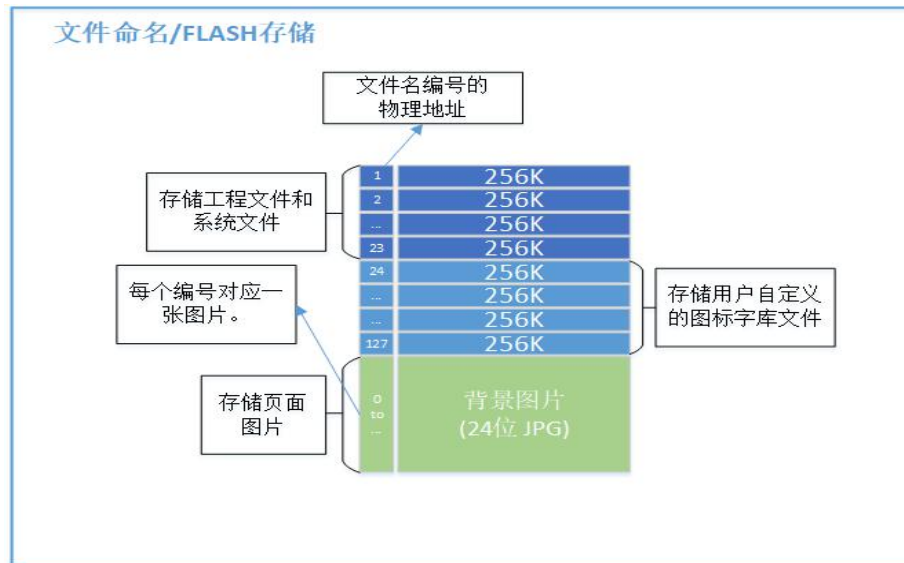 文件命名/FLASH存储
文件名编号的
物理地址
存储工程文件和
系统文件
1 256K
2 256K
... 256K
23 256K
24 256K
... 256K
... 256K
127 256K
每个编号对应一
张图片。
存储用户自定义
的图标字库文件
存储页面
图片
0
to
...
背景图片
(24位 JPG)